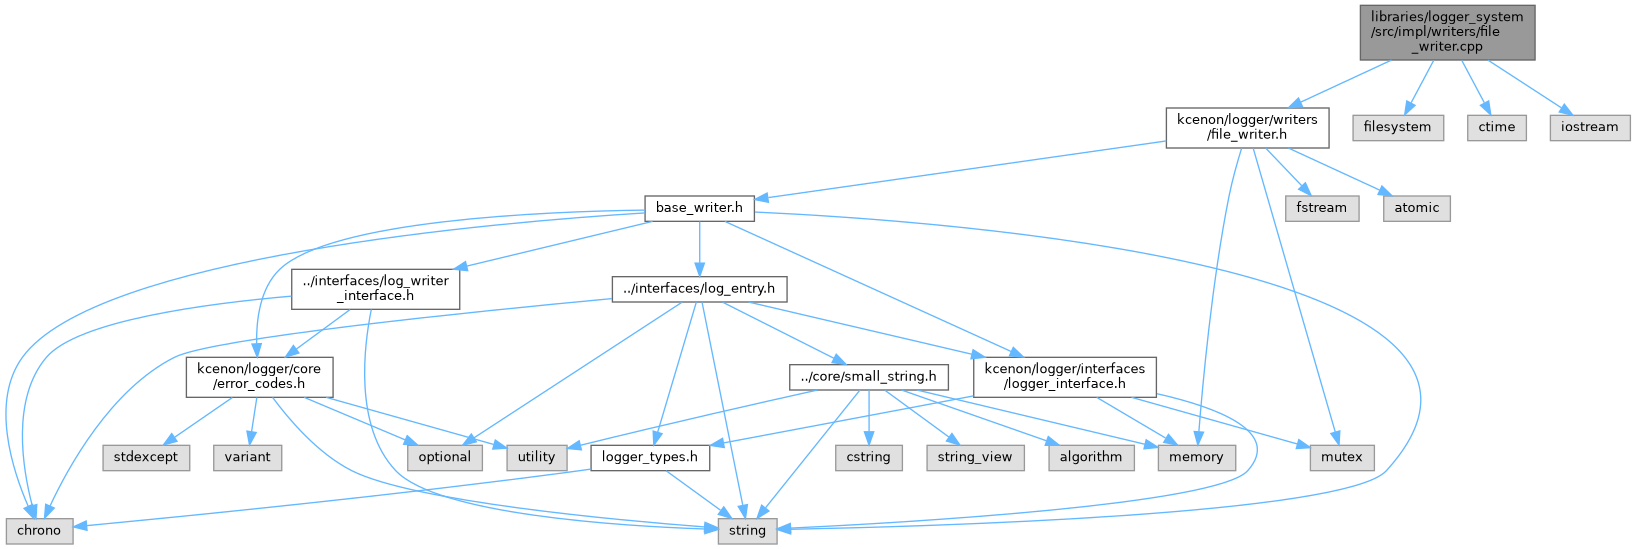 libraries/logger_system
/src/impl/writers/file
_writer.cpp
kcenon/logger/writers
/file_writer.h
filesystem
ctime
iostream
base_writer.h
fstream
atomic
../interfaces/log_writer
_interface.h
../interfaces/log_entry.h
kcenon/logger/core
/error_codes.h
../core/small_string.h
kcenon/logger/interfaces
/logger_interface.h
stdexcept
variant
optional
utility
logger_types.h
cstring
string_view
algorithm
memory
mutex
chrono
string